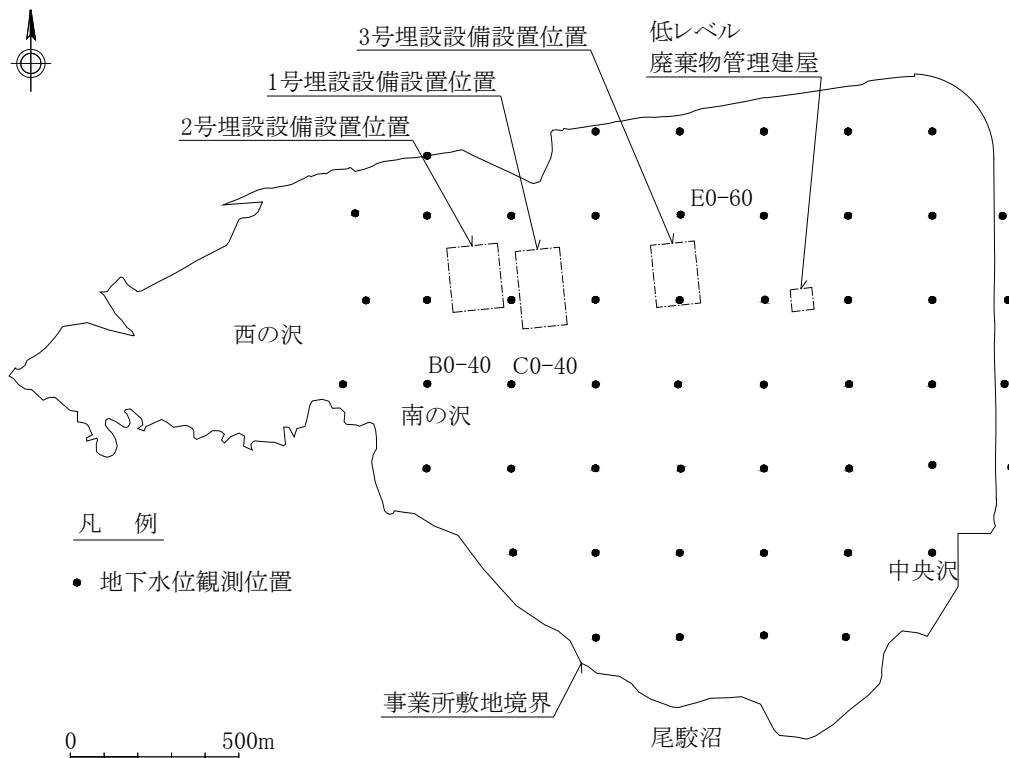 低レベル
廃棄物管理建屋
3号埋設設備設置位置
1号埋設設備設置位置
2号埋設設備設置位置
E0-60
西の沢
B0-40
C0-40
南の沢
凡 例
地下水位観測位置
中央沢
事業所敷地境界
尾駮沼
0
500m